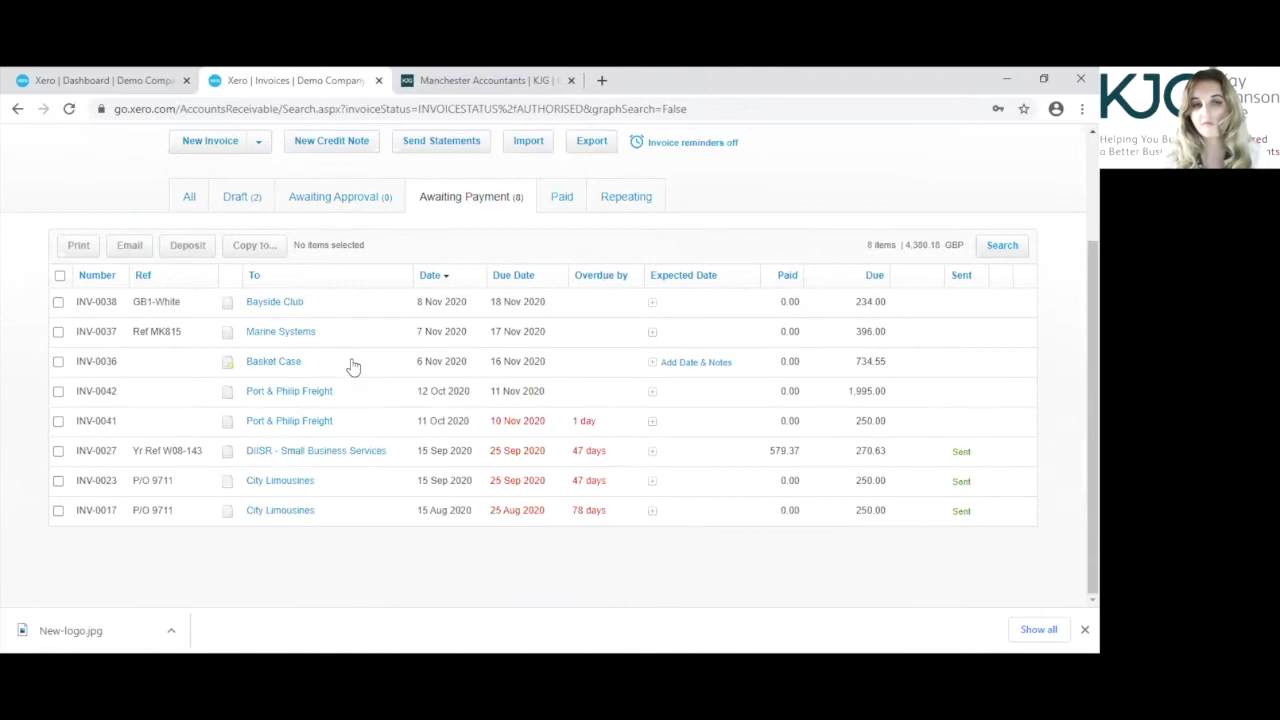 Xero | Dashboard | Demo Comp
Xero | Invoices | Demo Company
KJG Manchester Accountants | KJG |
go.xero.com/AccountsReceivable/Search.aspx?invoiceStatus=INVOICESTATUS%2fAUTHORISED&graphSearch=False
KJG
Helping You Bu
a Better Bus
New Invoice New Credit Note Send Statements Import Export Invoice reminders off
All Draft (2) Awaiting Approval (0) Awaiting Payment (8) Paid Repeating
Print Email Deposit Copy to... No items selected 8 items | 4,380.18 GBP Search
Number Ref To Date Due Date Overdue by Expected Date Paid Due Sent
INV-0038 GB1-White Bayside Club 8 Nov 2020 18 Nov 2020 0.00 234.00
INV-0037 Ref MK815 Marine Systems 7 Nov 2020 17 Nov 2020 0.00 396.00
INV-0036 Basket Case 6 Nov 2020 16 Nov 2020 Add Date & Notes 0.00 734.55
INV-0042 Port & Philip Freight 12 Oct 2020 11 Nov 2020 0.00 1,995.00
INV-0041 Port & Philip Freight 11 Oct 2020 10 Nov 2020 1 day 0.00 250.00
INV-0027 Yr Ref W08-143 DIISR - Small Business Services 15 Sep 2020 25 Sep 2020 47 days 579.37 270.63 Sent
INV-0023 P/O 9711 City Limousines 15 Sep 2020 25 Sep 2020 47 days 0.00 250.00 Sent
INV-0017 P/O 9711 City Limousines 15 Aug 2020 25 Aug 2020 78 days 0.00 250.00 Sent
New-logo.jpg Show all